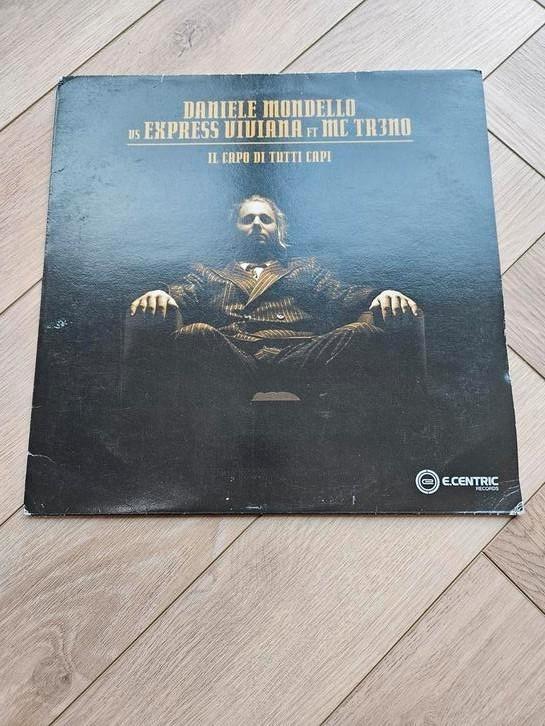 DANIELE MONDELLO
VS EXPRESS VIVIANA FT MC TR3NO
IL CAPO DI TUTTI CAPI
E.CENTRIC
RECORDS